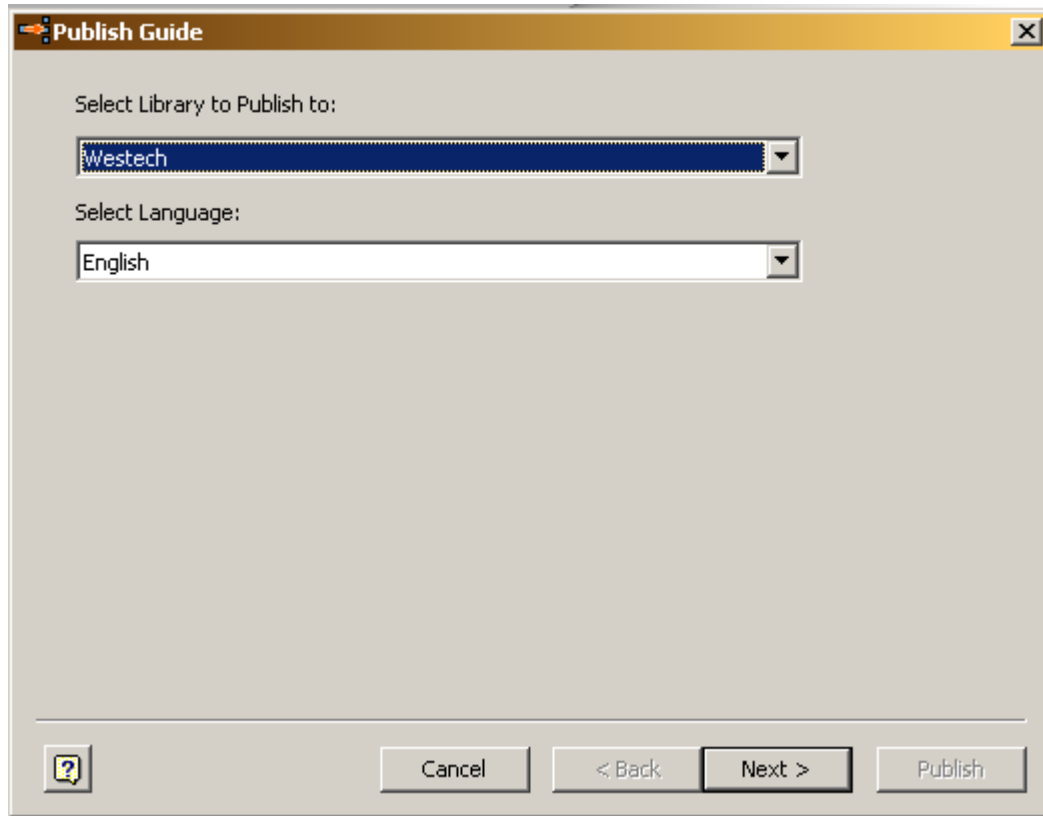 Publish Guide
Select Library to Publish to:
Westech
Select Language:
English
Cancel
< Back
Next >
Publish